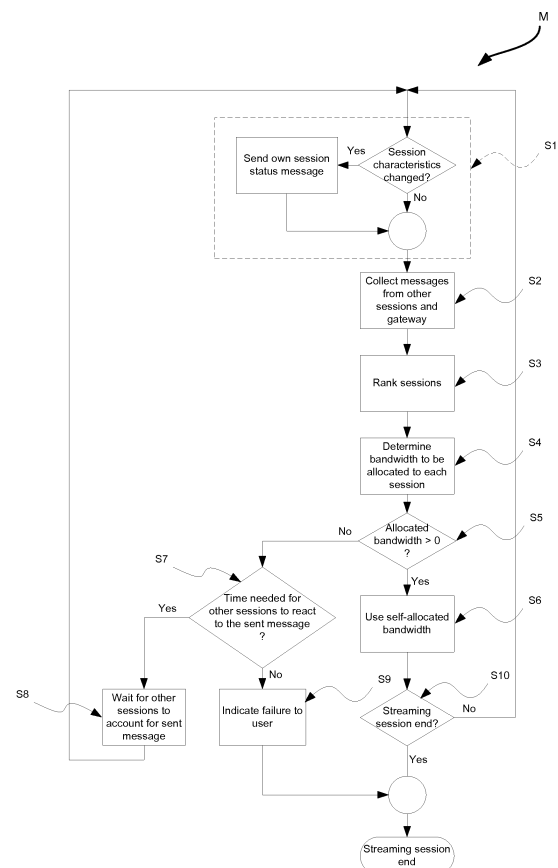 M
Session
characteristics
changed?
Yes
Send own session
status message
No
S1
Collect messages
from other
sessions and
gateway
S2
Rank sessions
S3
Determine
bandwidth to be
allocated to each
session
S4
Allocated
bandwidth > 0
?
S5
No
Yes
S7
Time needed for
other sessions to react
to the sent message
?
Yes
No
Use self-allocated
bandwidth
S6
S8
Wait for other
sessions to
account for sent
message
Indicate failure to
user
S9
Streaming
session end?
S10
No
Yes
Streaming session
end